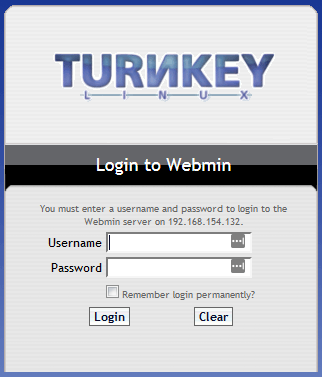 TURNKEY
LINUX
Login to Webmin
You must enter a username and password to login to the
Webmin server on 192.168.154.132.
Username
Password
Remember login permanently?
Login Clear